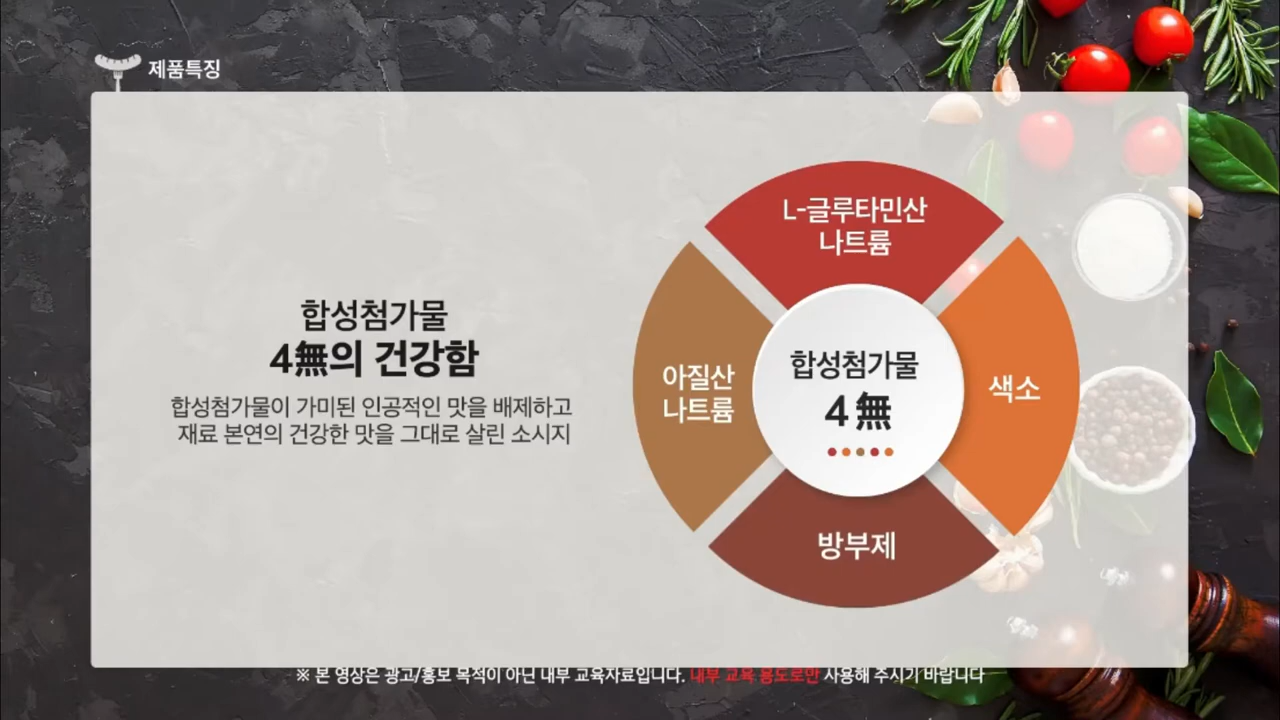 제품특징
합성첨가물
4無의 건강함
합성첨가물이 가미된 인공적인 맛을 배제하고
재료 본연의 건강한 맛을 그대로 살린 소시지
L-글루타민산
나트륨
아질산
나트륨
합성첨가물
4無
색소
방부제
※ 본 영상은 광고/홍보 목적이 아닌 내부 교육자료입니다. 내부 교육 용도로만 사용해 주시기 바랍니다